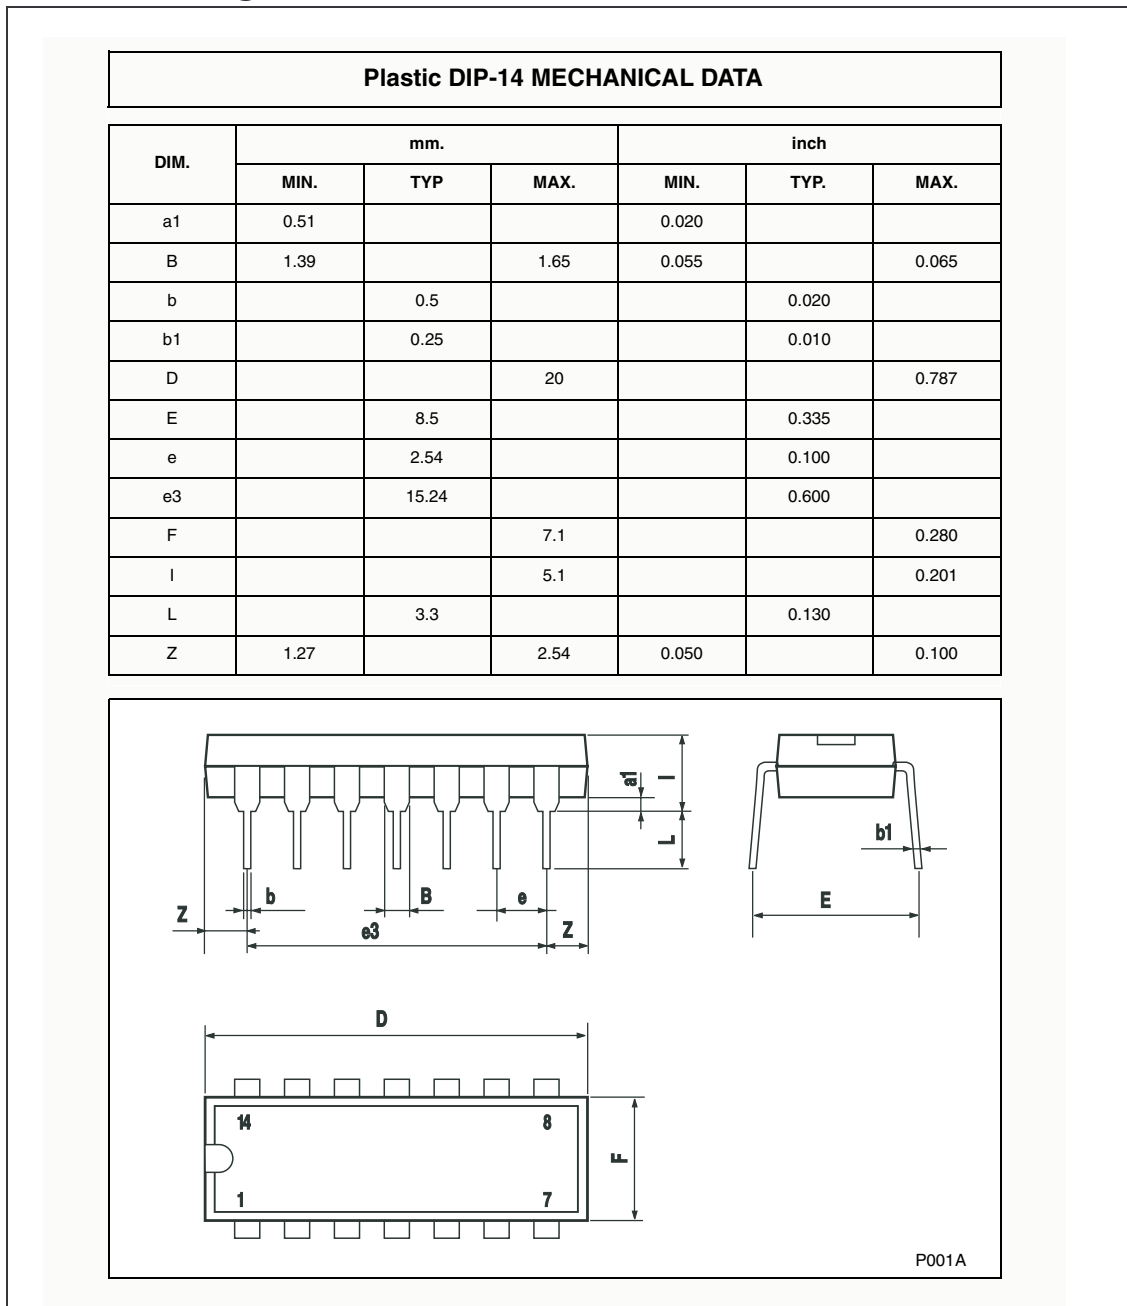 Plastic DIP-14 MECHANICAL DATA
DIM. mm. inch
MIN. TYP MAX. MIN. TYP. MAX.
a1 0.51 0.020
B 1.39 1.65 0.055 0.065
b 0.5 0.020
b1 0.25 0.010
D 20 0.787
E 8.5 0.335
e 2.54 0.100
e3 15.24 0.600
F 7.1 0.280
I 5.1 0.201
L 3.3 0.130
Z 1.27 2.54 0.050 0.100
a1 I
L b1
b B e E
Z e3 Z
D
14 8
F
1 7
P001A